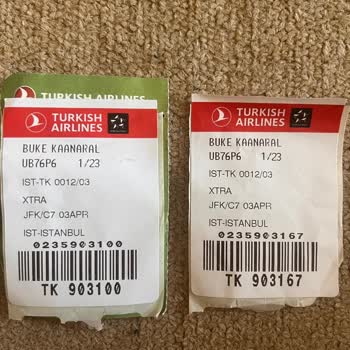 TURKISH AIRLINES
TURKISH
AIRLINES
BUKE KAANARAL
UB76P6 1/23
IST-TK 0012/03
XTRA
JFK/C7 03APR
IST-ISTANBUL
0235903100
TK 903100
TURKISH
AIRLINES
BUKE KAANARAL
UB76P6 1/23
IST-TK 0012/03
XTRA
JFK/C7 03APR
IST-ISTANBUL
0235903167
TK 903167